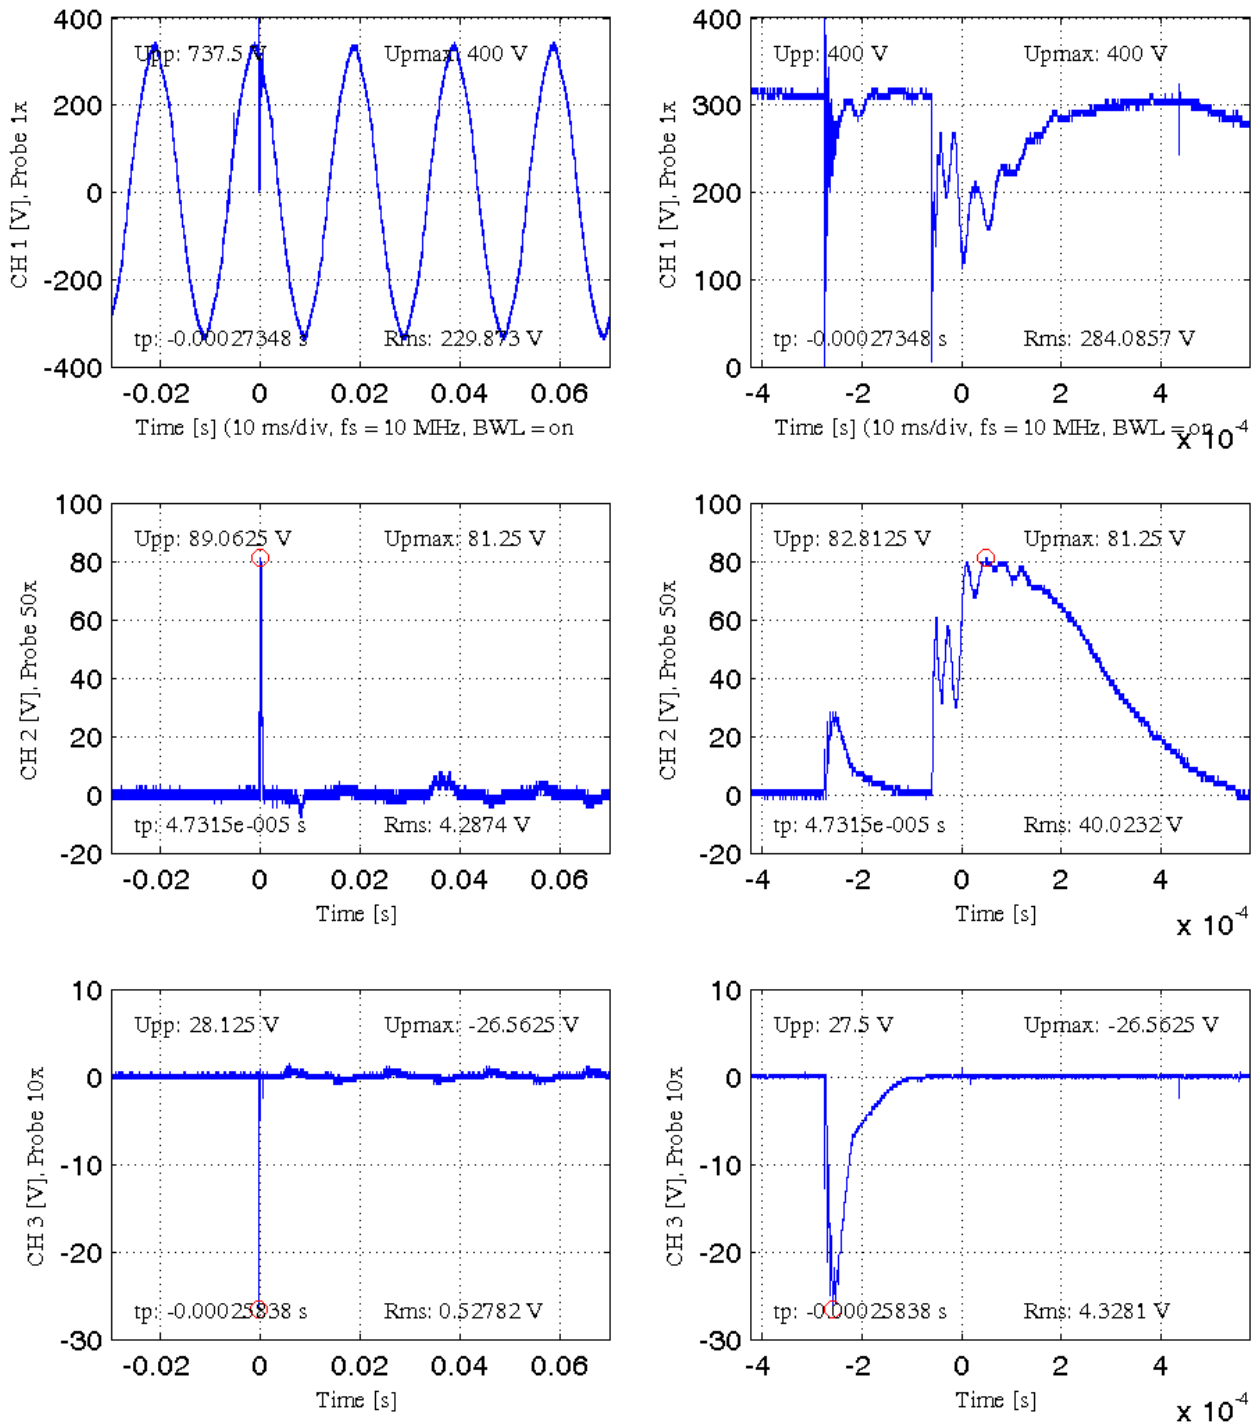 400
200
0
-200
-400
CH 1 [V], Probe 1x
Upp: 737.5 V
Upmax: 400 V
tp: -0.00027348 s
Rms: 229.873 V
-0.02 0 0.02 0.04 0.06
Time [s] (10 ms/div, fs = 10 MHz, BWL = on
400
300
200
100
0
CH 1 [V], Probe 1x
Upp: 400 V
Upmax: 400 V
tp: -0.00027348 s
Rms: 284.0857 V
-4 -2 0 2 4
Time [s] (10 ms/div, fs = 10 MHz, BWL = on
x 10-4
100
80
60
40
20
0
-20
CH 2 [V], Probe 50x
Upp: 89.0625 V
Upmax: 81.25 V
tp: 4.7315e-005 s
Rms: 4.2874 V
-0.02 0 0.02 0.04 0.06
Time [s]
100
80
60
40
20
0
-20
CH 2 [V], Probe 50x
Upp: 82.8125 V
Upmax: 81.25 V
tp: 4.7315e-005 s
Rms: 40.0232 V
-4 -2 0 2 4
Time [s]
x 10-4
10
0
-10
-20
-30
CH 3 [V], Probe 10x
Upp: 28.125 V
Upmax: -26.5625 V
tp: -0.00025838 s
Rms: 0.52782 V
-0.02 0 0.02 0.04 0.06
Time [s]
10
0
-10
-20
-30
CH 3 [V], Probe 10x
Upp: 27.5 V
Upmax: -26.5625 V
tp: -0.00025838 s
Rms: 4.3281 V
-4 -2 0 2 4
Time [s]
x 10-4